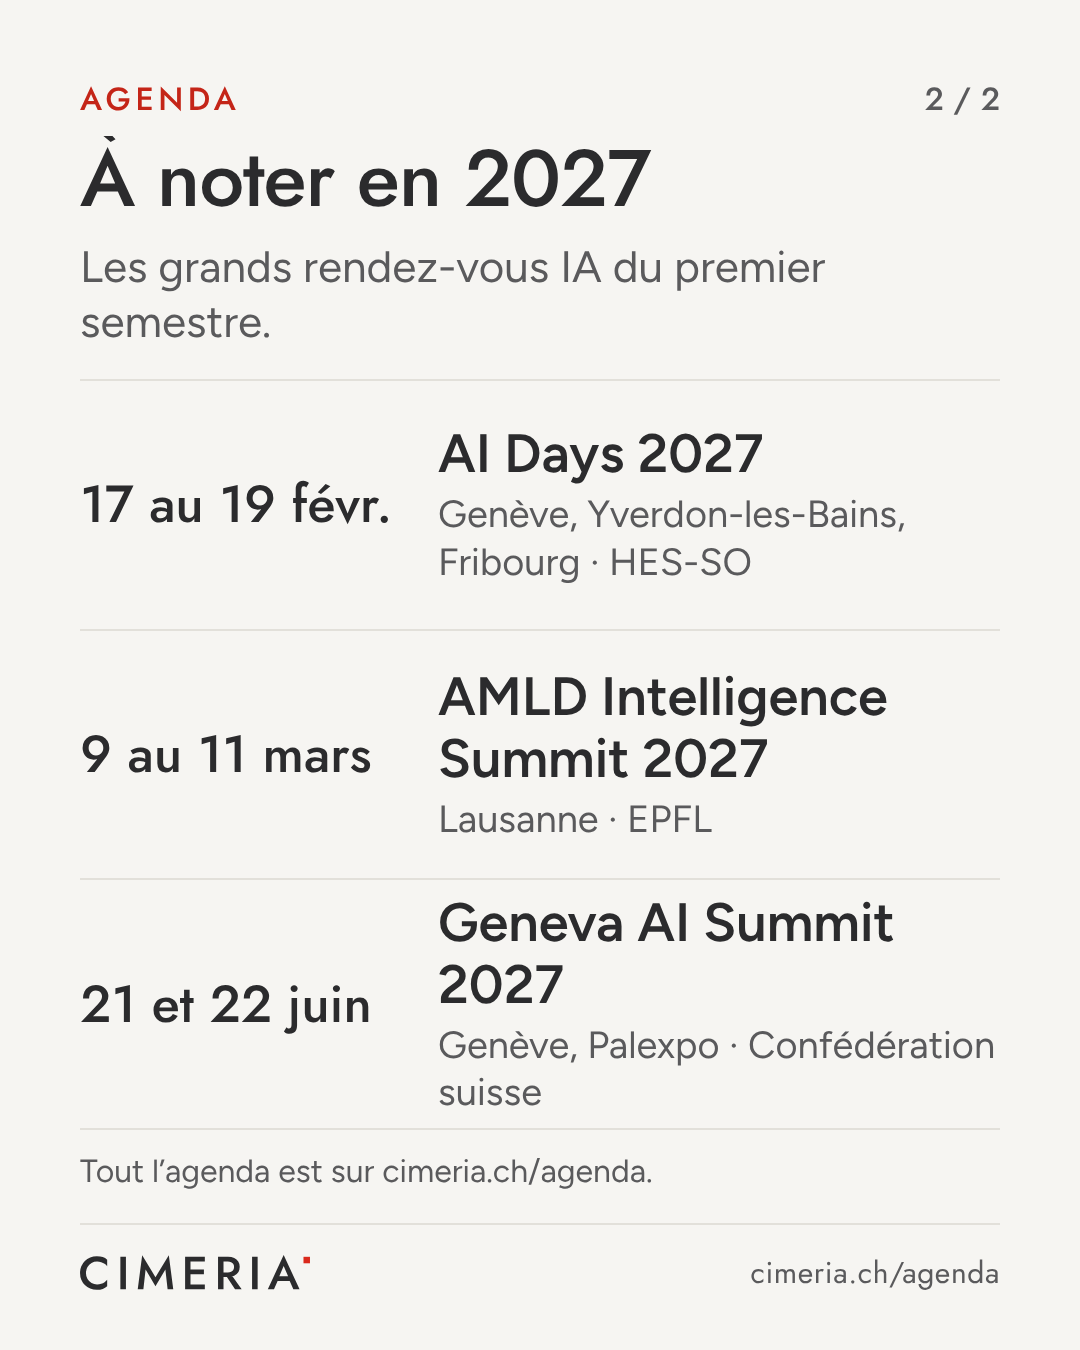 AGENDA
2 / 2
À noter en 2027
Les grands rendez-vous IA du premier
semestre.
17 au 19 févr.
AI Days 2027
Genève, Yverdon-les-Bains,
Fribourg · HES-SO
9 au 11 mars
AMLD Intelligence
Summit 2027
Lausanne · EPFL
21 et 22 juin
Geneva AI Summit
2027
Genève, Palexpo · Confédération
suisse
Tout l’agenda est sur cimeria.ch/agenda.
CIMERIA
cimeria.ch/agenda